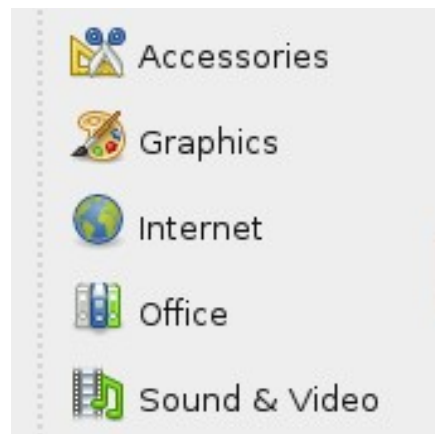 Accessories
Graphics
Internet
Office
Sound & Video